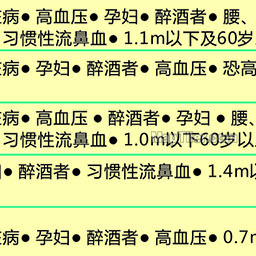 病● 高血压● 孕妇● 醉酒者● 腰、
习惯性流鼻血● 1.1m以下及60岁
病● 孕妇● 醉酒者● 高血压● 恐高
病● 高血压 ● 醉酒者● 孕妇 ● 腰、
习惯性流鼻血● 1.0m以下60岁以
● 醉酒者● 习惯性流鼻血● 1.4m以
病● 孕妇● 醉酒者● 高血压● 0.7m